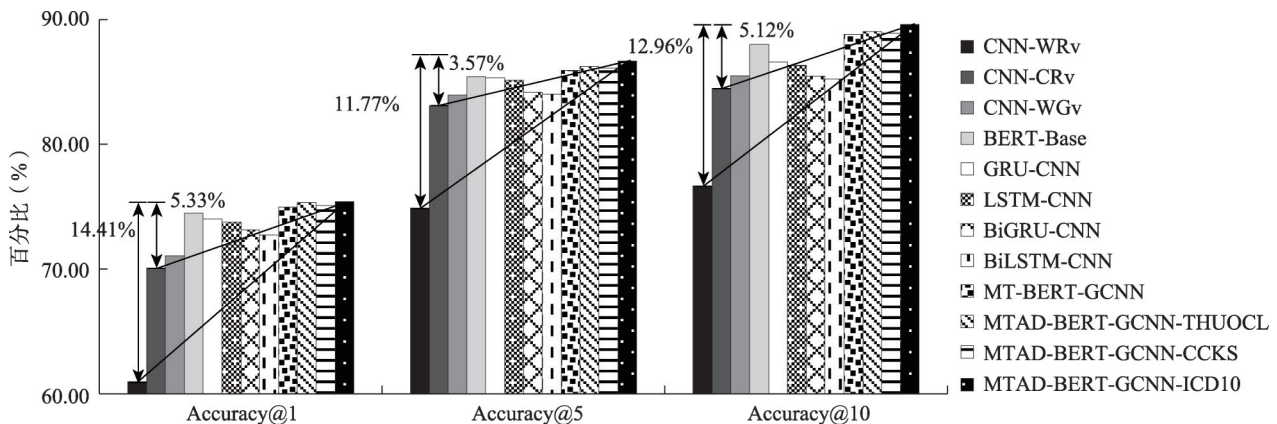 百分比（%）
90.00
80.00
70.00
60.00
14.41%
5.33%
11.77%
3.57%
12.96%
5.12%
Accuracy@1
Accuracy@5
Accuracy@10
CNN-WRv
CNN-CRv
CNN-WGv
BERT-Base
GRU-CNN
LSTM-CNN
BiGRU-CNN
BiLSTM-CNN
MT-BERT-GCNN
MTAD-BERT-GCNN-THUOCL
MTAD-BERT-GCNN-CCKS
MTAD-BERT-GCNN-ICD10